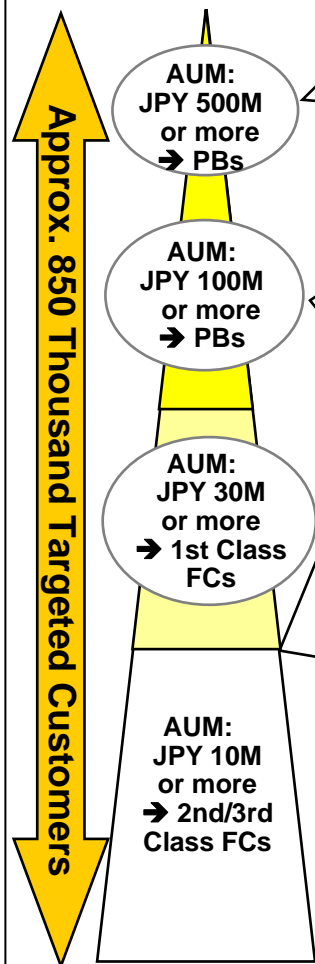 Approx. 850 Thousand Targeted Customers
AUM:
JPY 500M
or more
➔ PBs
AUM:
JPY 100M
or more
➔ PBs
AUM:
JPY 30M
or more
➔ 1st Class
FCs
AUM:
JPY 10M
or more
➔ 2nd/3rd
Class FCs